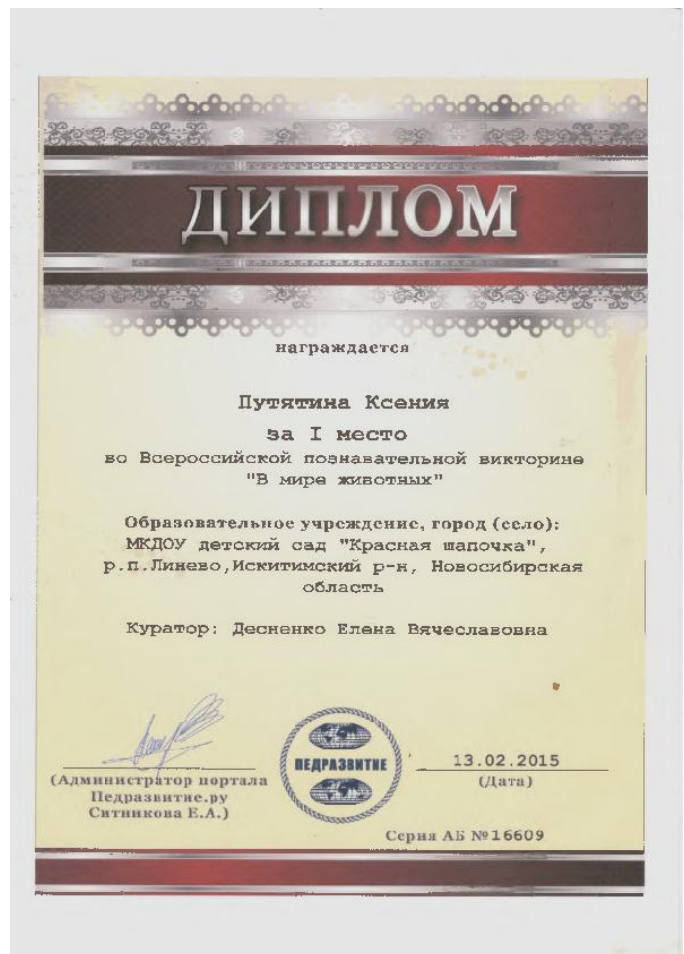 ДИПЛОМ
награждается
Путятина Ксения
за I место
во Всероссийской познавательной викторине
"В мире животных"
Образовательное учреждение, город (село):
МКДОУ детский сад "Красная шапочка",
р.п.Линево,Искитимский р-н, Новосибирская
область
Куратор: Десненко Елена Вячеславовна
ПЕДРАЗВИТИЕ
13.02.2015
(Администратор портала
Педразвитие.ру
Ситникова Е.А.)
(Дата)
Серия АБ №16609